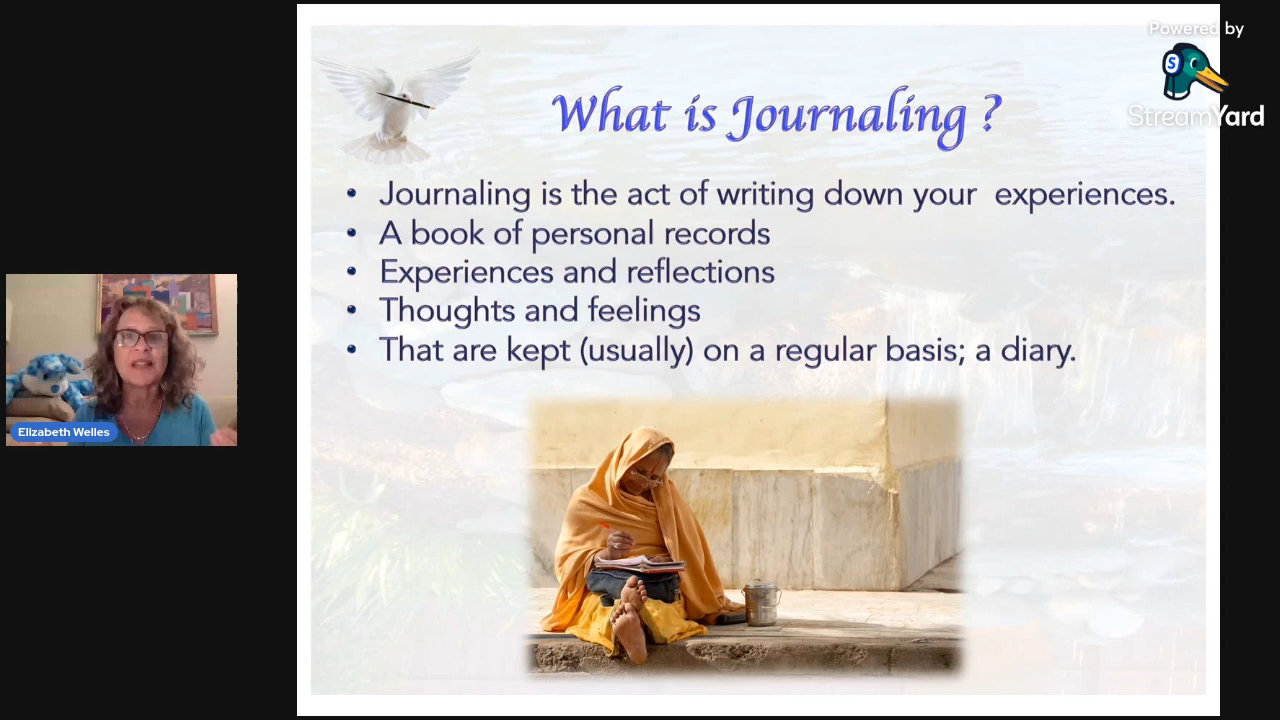 Powered by
StreamYard
What is Journaling ?
• Journaling is the act of writing down your experiences.
• A book of personal records
• Experiences and reflections
• Thoughts and feelings
• That are kept (usually) on a regular basis; a diary.
Elizabeth Welles